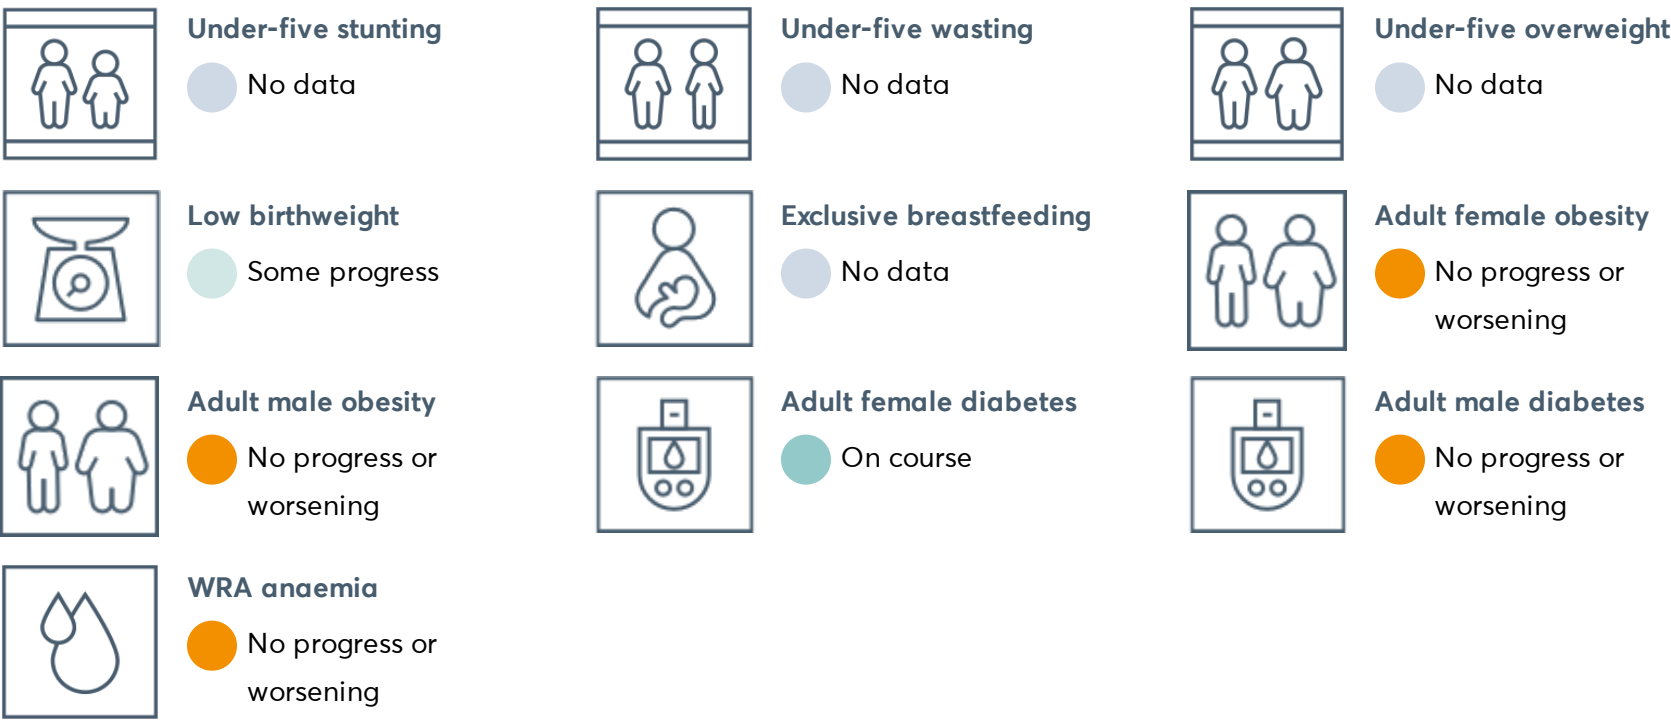 Under-five stunting
No data
Under-five wasting
No data
Under-five overweight
No data
Low birthweight
Some progress
Exclusive breastfeeding
No data
Adult female obesity
No progress or
worsening
Adult male obesity
No progress or
worsening
Adult female diabetes
On course
Adult male diabetes
No progress or
worsening
WRA anaemia
No progress or
worsening